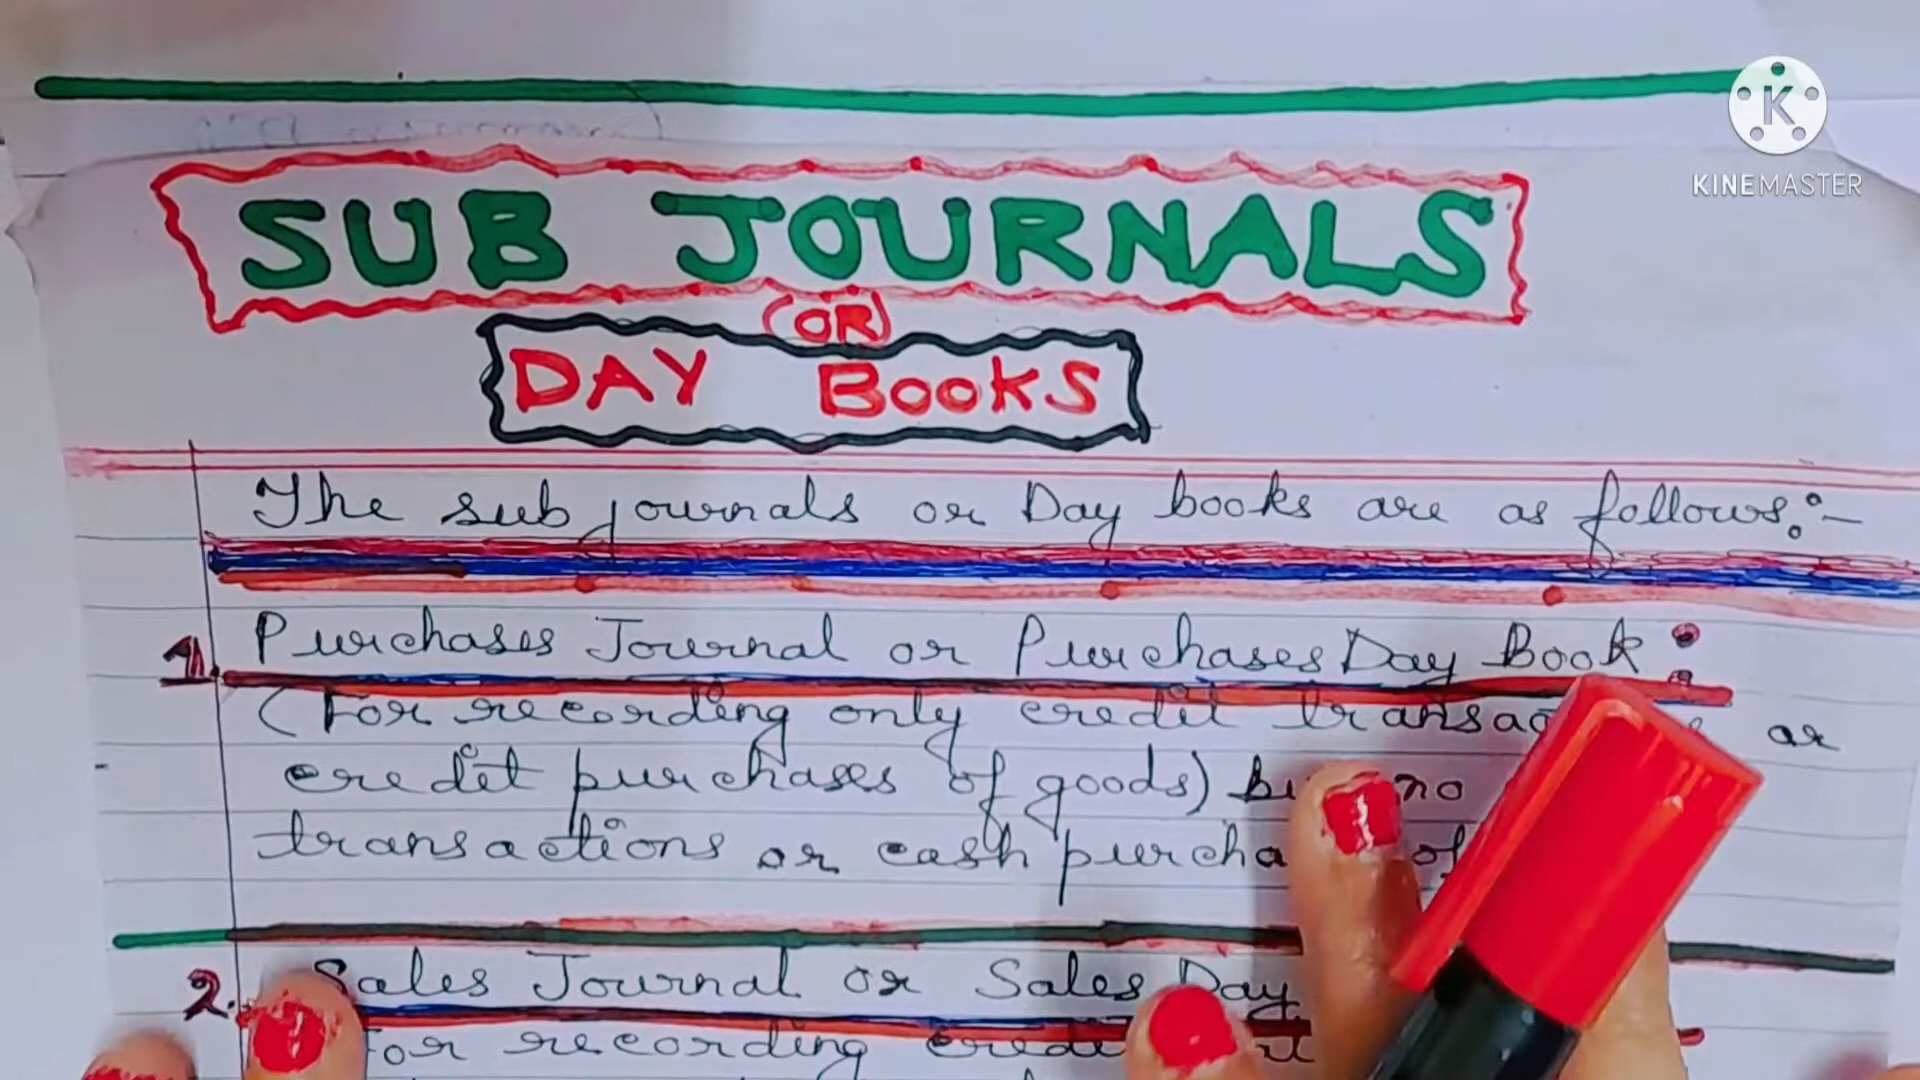 KINEMASTER
SUB JOURNALS
(OR)
DAY BOOKS
The sub journals or Day books are as follows:-
1. Purchases Journal or Purchases Day Book:
(For recording only credit or
credit purchases of goods) no
transactions or cash of
2. Sales Journal or Sales Day
For recording